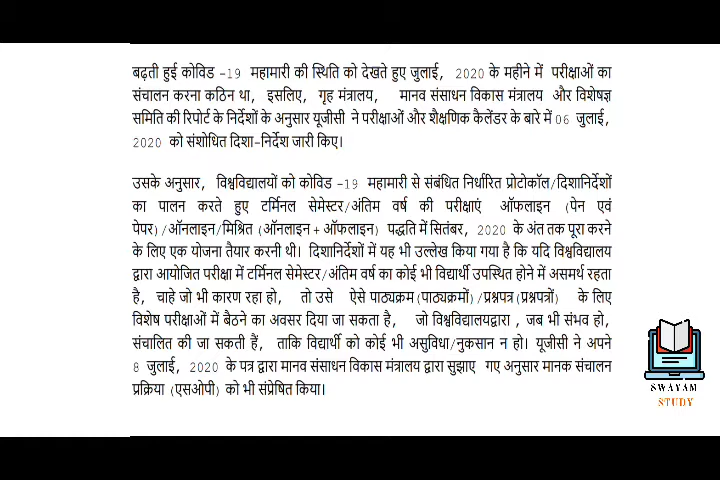 बढ़ती हुई कोविड –19 महामारी की स्थिति को देखते हुए जुलाई, 2020 के महीने में परीक्षाओं का
संचालन करना कठिन था, इसलिए, गृह मंत्रालय, मानव संसाधन विकास मंत्रालय और विशेषज्ञ
समिति की रिपोर्ट के निर्देशों के अनुसार यूजीसी ने परीक्षाओं और शैक्षणिक कैलेंडर के बारे में 06 जुलाई,
2020 को संशोधित दिशा–निर्देश जारी किए।
उसके अनुसार, विश्वविद्यालयों को कोविड –19 महामारी से संबंधित निर्धारित प्रोटोकॉल/दिशानिर्देशों
का पालन करते हुए टर्मिनल सेमेस्टर/अंतिम वर्ष की परीक्षाएं ऑफलाइन (पेन एवं
पेपर)/ऑनलाइन/मिश्रित (ऑनलाइन + ऑफलाइन) पद्धति में सितंबर, 2020 के अंत तक पूरा करने
के लिए एक योजना तैयार करनी थी। दिशानिर्देशों में यह भी उल्लेख किया गया है कि यदि विश्वविद्यालय
द्वारा आयोजित परीक्षा में टर्मिनल सेमेस्टर/अंतिम वर्ष का कोई भी विद्यार्थी उपस्थित होने में असमर्थ रहता
है, चाहे जो भी कारण रहा हो, तो उसे ऐसे पाठ्यक्रम(पाठ्यक्रमों)/प्रश्नपत्र(प्रश्नपत्रों) के लिए
विशेष परीक्षाओं में बैठने का अवसर दिया जा सकता है, जो विश्वविद्यालयद्वारा , जब भी संभव हो,
संचालित की जा सकती हैं, ताकि विद्यार्थी को कोई भी असुविधा/नुकसान न हो। यूजीसी ने अपने
8 जुलाई, 2020 के पत्र द्वारा मानव संसाधन विकास मंत्रालय द्वारा सुझाए गए अनुसार मानक संचालन
प्रक्रिया (एसओपी) को भी संप्रेषित किया।
SWAYAM
STUDY